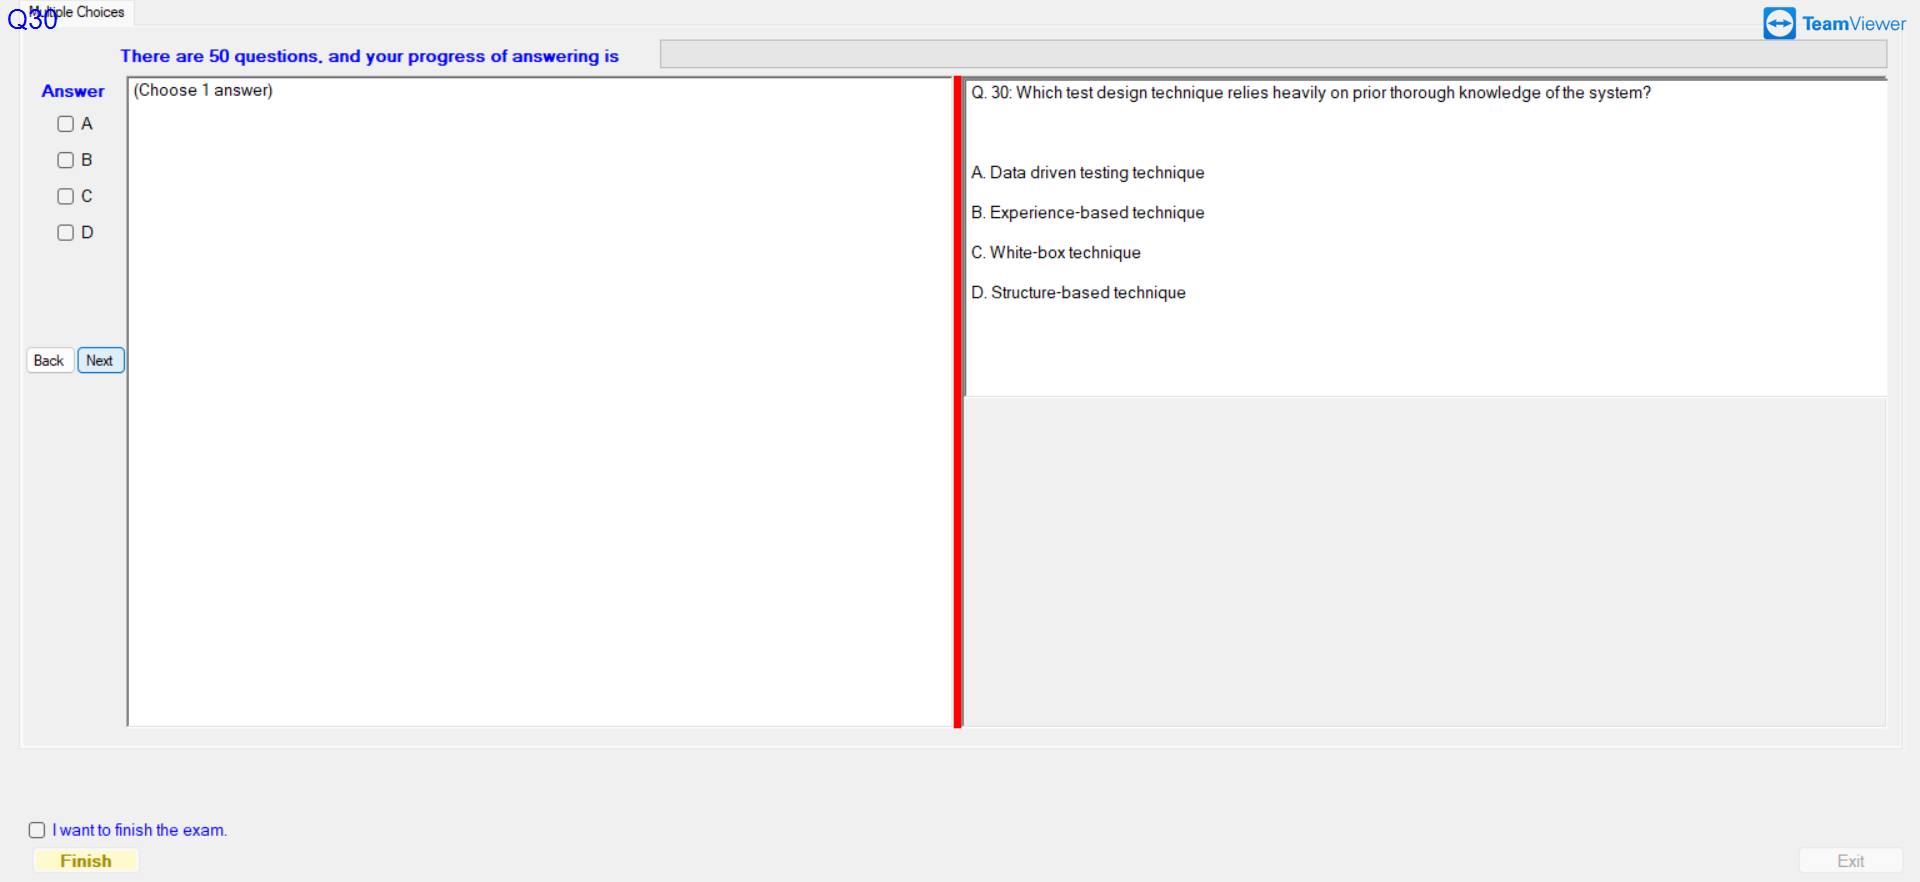 Multiple Choices
Q30
TeamViewer
There are 50 questions, and your progress of answering is
Answer
A
B
C
D
Back
Next
(Choose 1 answer)
Q. 30: Which test design technique relies heavily on prior thorough knowledge of the system?
A. Data driven testing technique
B. Experience-based technique
C. White-box technique
D. Structure-based technique
I want to finish the exam.
Finish
Exit